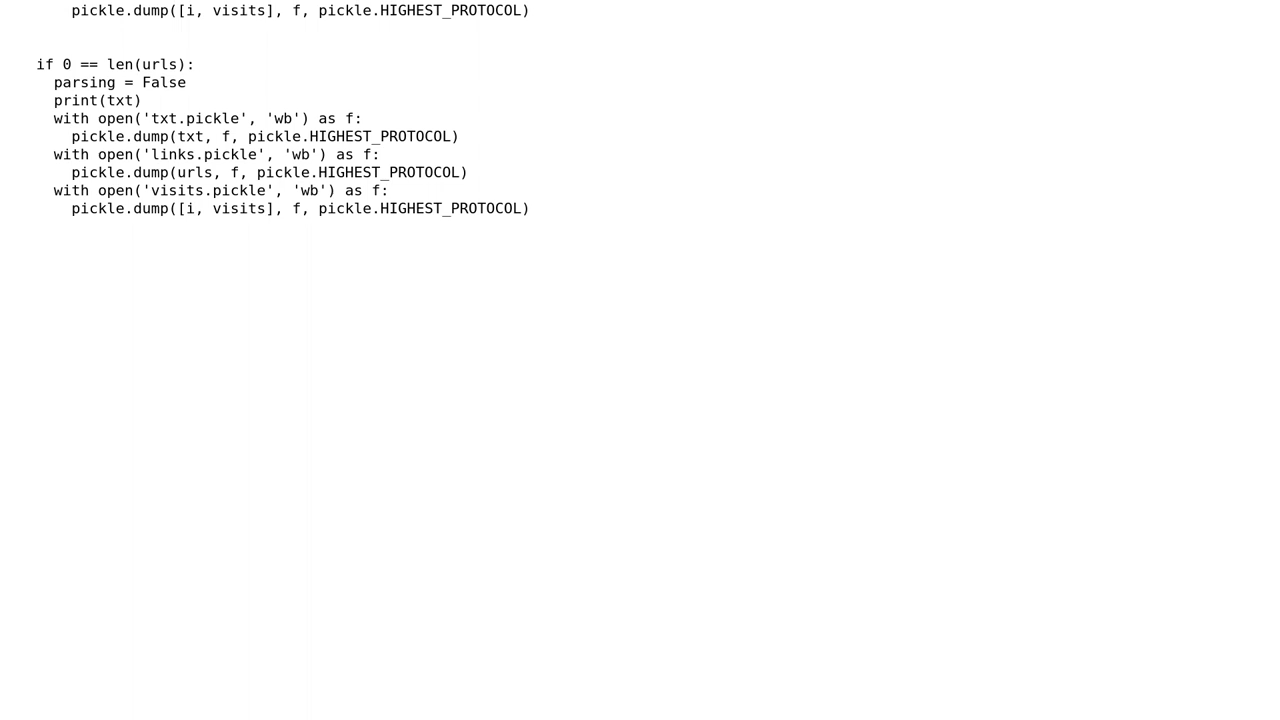 pickle.dump([i, visits], f, pickle.HIGHEST_PROTOCOL)
if 0 == len(urls):
parsing = False
print(txt)
with open('txt.pickle', 'wb') as f:
pickle.dump(txt, f, pickle.HIGHEST_PROTOCOL)
with open('links.pickle', 'wb') as f:
pickle.dump(urls, f, pickle.HIGHEST_PROTOCOL)
with open('visits.pickle', 'wb') as f:
pickle.dump([i, visits], f, pickle.HIGHEST_PROTOCOL)